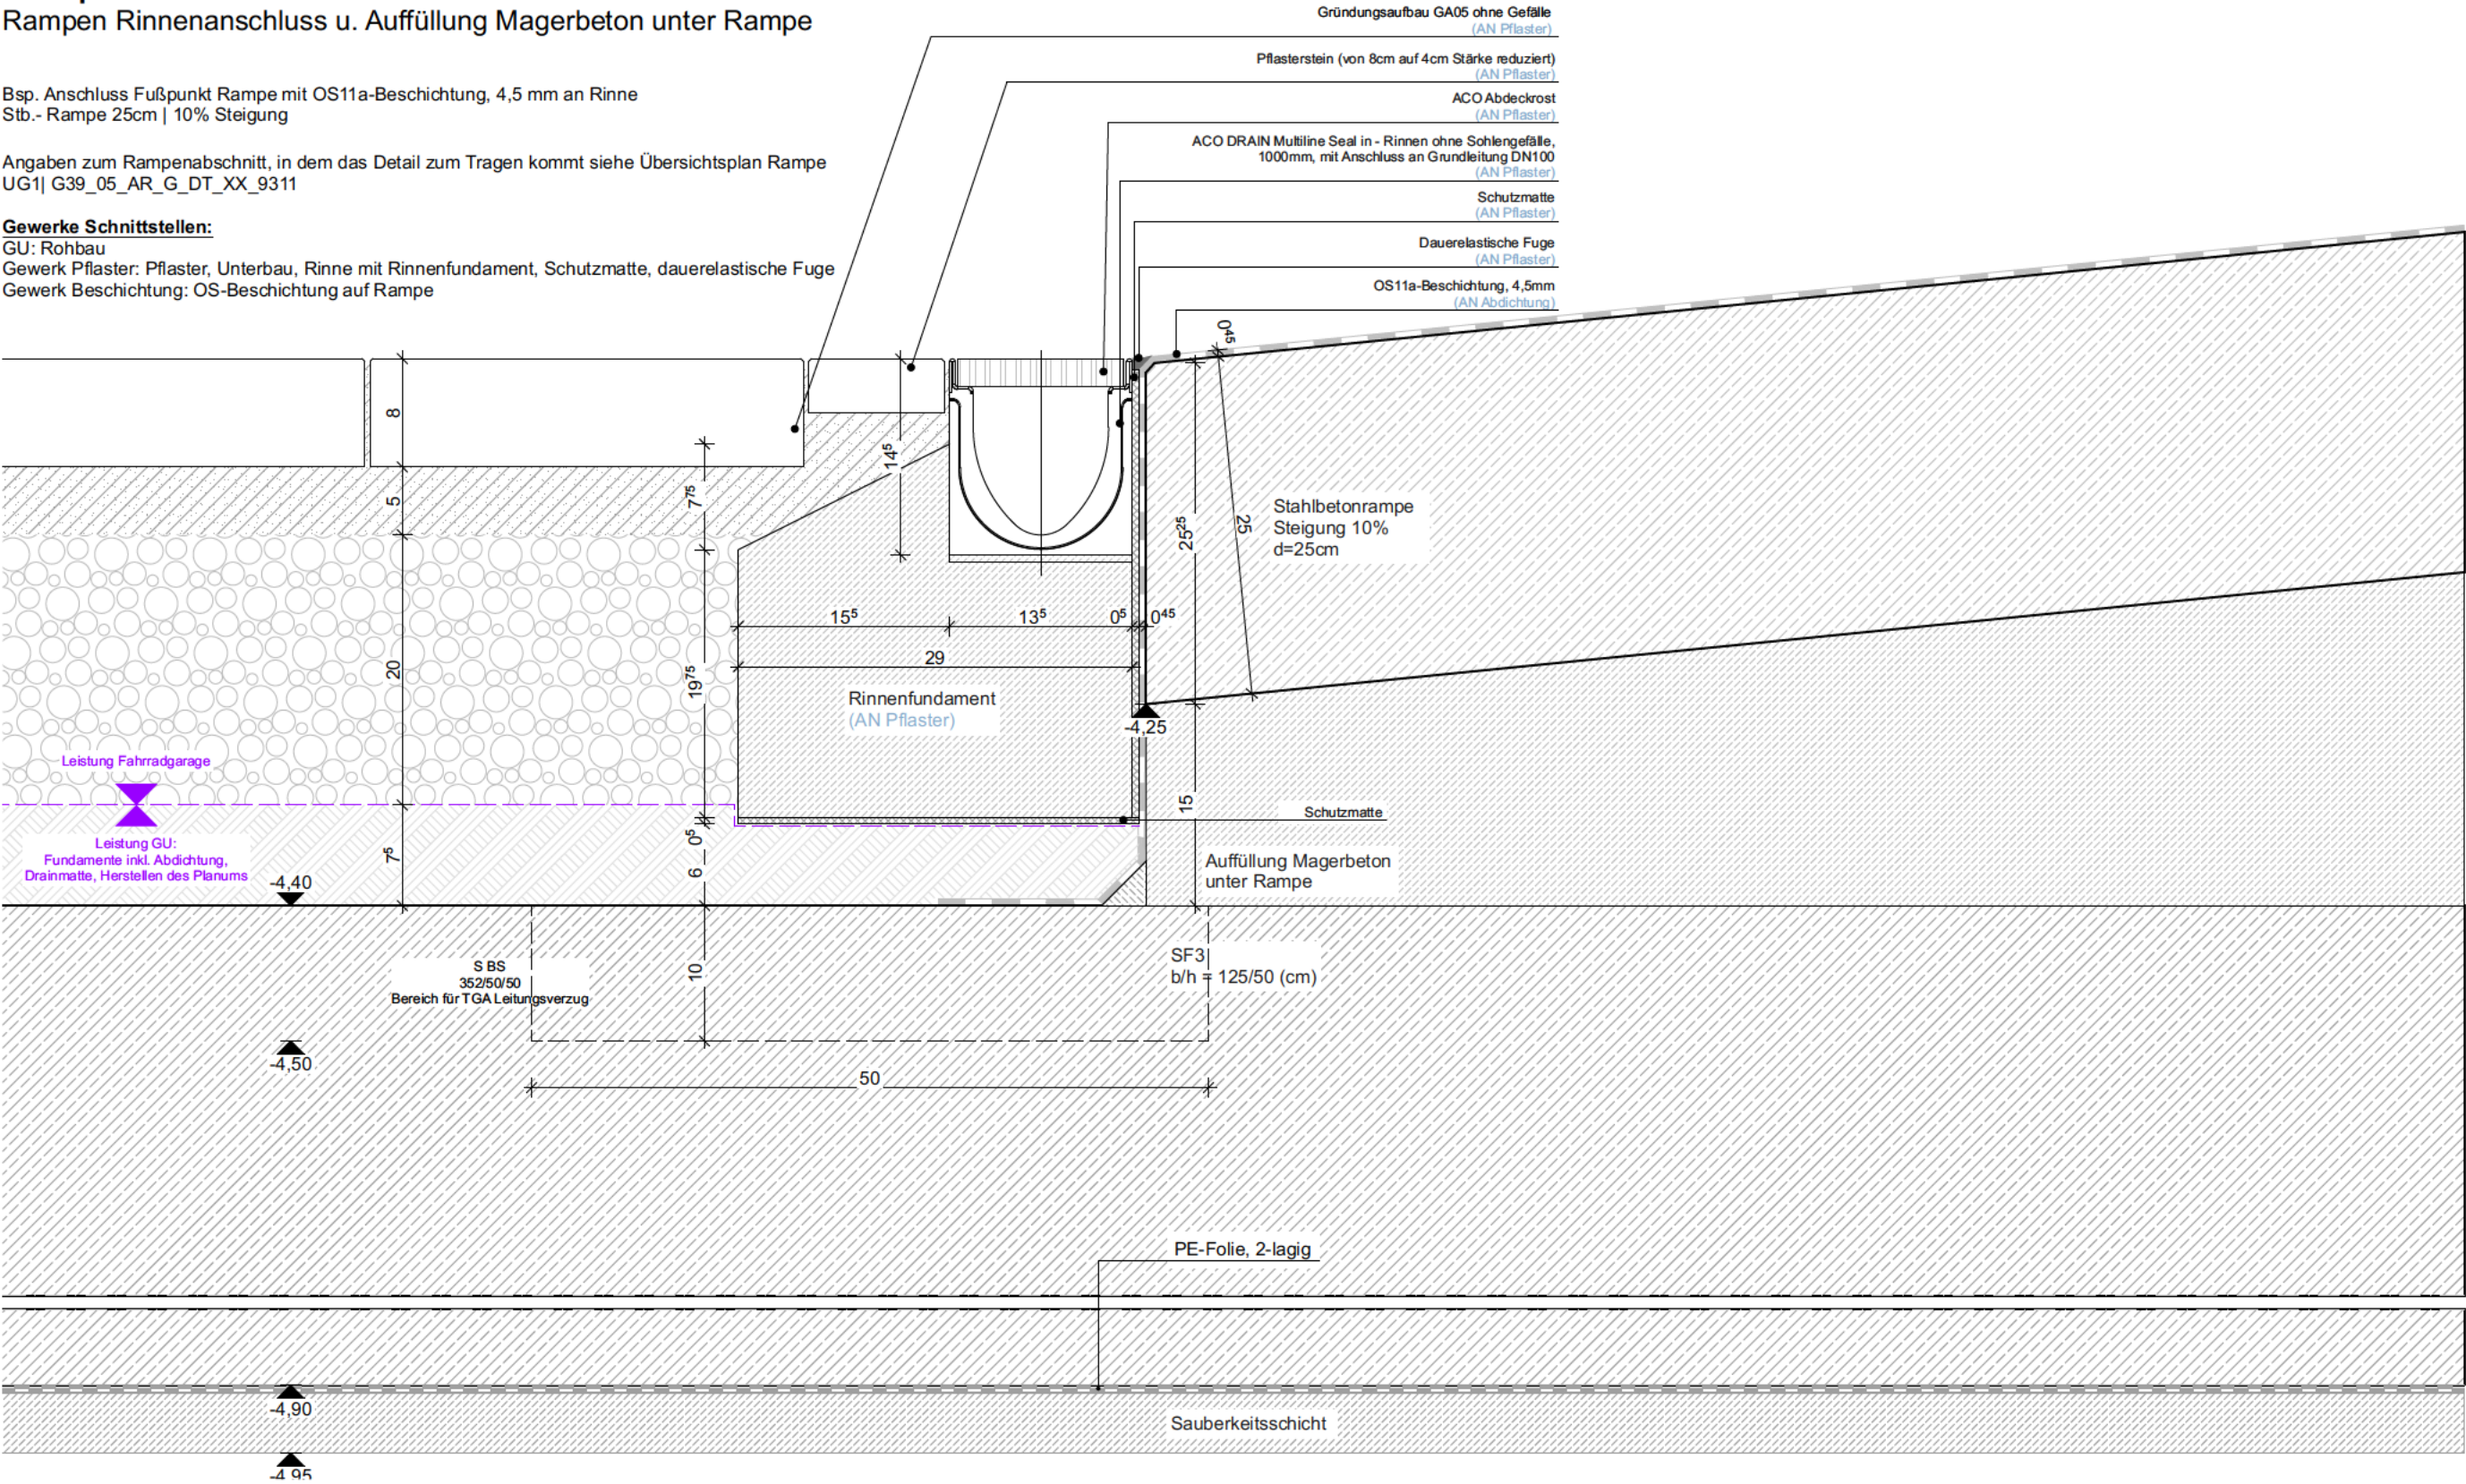 Rampen Rinnenanschluss u. Auffüllung Magerbeton unter Rampe
Bsp. Anschluss Fußpunkt Rampe mit OS11a-Beschichtung, 4,5 mm an Rinne
Stb.- Rampe 25cm | 10% Steigung
Angaben zum Rampenabschnitt, in dem das Detail zum Tragen kommt siehe Übersichtsplan Rampe
UG1| G39_05_AR_G_DT_XX_9311
Gewerke Schnittstellen:
GU: Rohbau
Gewerk Pflaster: Pflaster, Unterbau, Rinne mit Rinnenfundament, Schutzmatte, dauerelastische Fuge
Gewerk Beschichtung: OS-Beschichtung auf Rampe
Gründungsaufbau GA05 ohne Gefälle
(AN Pflaster)
Pflasterstein (von 8cm auf 4cm Stärke reduziert)
(AN Pflaster)
ACO Abdeckrost
(AN Pflaster)
ACO DRAIN Multiline Seal in - Rinnen ohne Sohlengefälle,
1000mm, mit Anschluss an Grundleitung DN100
(AN Pflaster)
Schutzmatte
(AN Pflaster)
Dauerelastische Fuge
(AN Pflaster)
OS11a-Beschichtung, 4,5mm
(AN Abdichtung)
0⁴⁵
8
14⁵
5
7⁷⁵
25²⁵
25
Stahlbetonrampe
Steigung 10%
d=25cm
15⁵
13⁵
0⁵
0⁴⁵
29
20
19⁷⁵
Rinnenfundament
(AN Pflaster)
-4,25
Leistung Fahrradgarage
15
Schutzmatte
Leistung GU:
Fundamente inkl. Abdichtung,
Drainmatte, Herstellen des Planums
7⁵
0⁵
6
Auffüllung Magerbeton
unter Rampe
-4,40
S BS
352/50/50
Bereich für TGA Leitungsverzug
10
SF3
b/h = 125/50 (cm)
-4,50
50
PE-Folie, 2-lagig
-4,90
Sauberkeitsschicht
-4,95